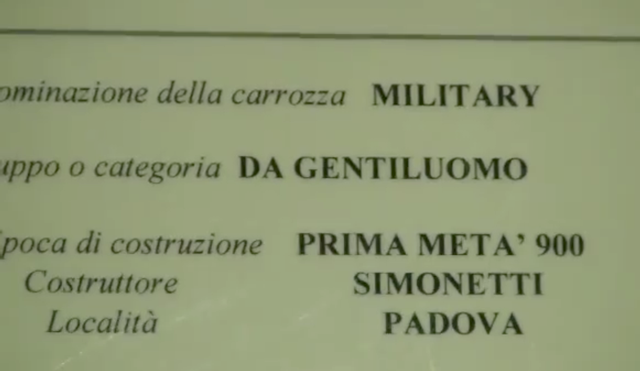 ominazione della carrozza MILITARY
uppo o categoria DA GENTILUOMO
poca di costruzione PRIMA META' 900
Costruttore SIMONETTI
Località PADOVA